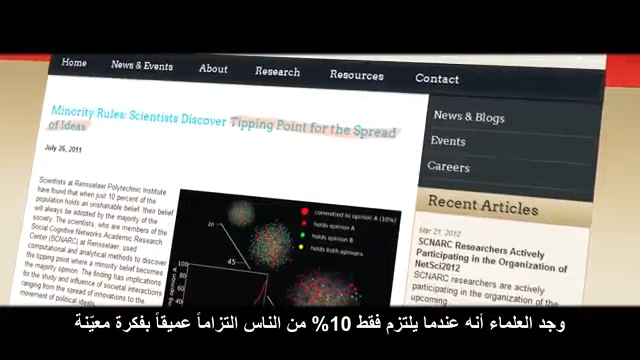 Home News & Events About Research Resources Contact
Minority Rules: Scientists Discover Tipping Point for the Spread
of Ideas
July 26, 2011
Scientists at Rensselaer Polytechnic Institute
have found that when just 10 percent of the
population holds an unshakable belief, their belief
will always be adopted by the majority of the
society. The scientists, who are members of the
Social Cognitive Networks Academic Research
Center (SCNARC) at Rensselaer, used
computational and analytical methods to discover
the tipping point where a minority belief becomes
the majority opinion. The finding has implications
for the study and influence of societal interactions
ranging from the spread of innovations to the
movement of political ideals.
committed to opinion A (10%)
holds opinion A
holds opinion B
holds both opinions
20
45
100
80
60
40
News & Blogs
Events
Careers
Recent Articles
Mar 21, 2012
SCNARC Researchers Actively
Participating in the Organization of
NetSci2012
SCNARC researchers are actively
participating in the organization of the
upcoming
وجد العلماء أنه عندما يلتزم فقط 10% من الناس التزاماً عميقاً بفكرة معيّنة